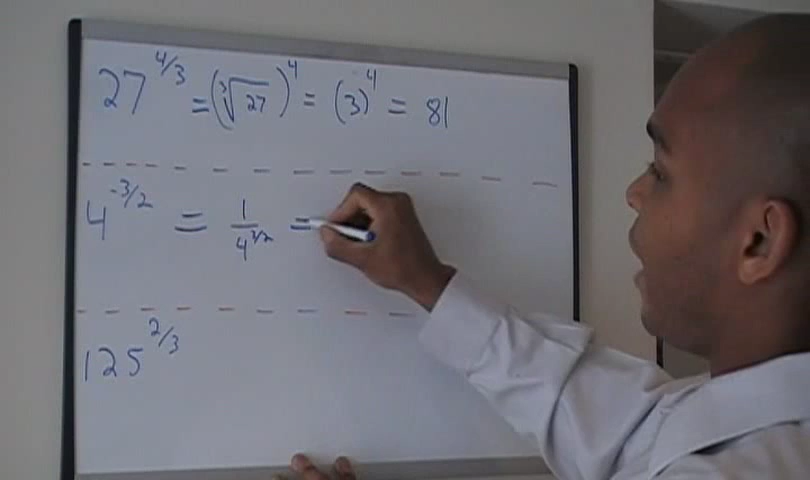 27^4/3 = (∛27)^4 = (3)^4 = 81
4^-3/2 = 1/4^3/2 =
125^2/3